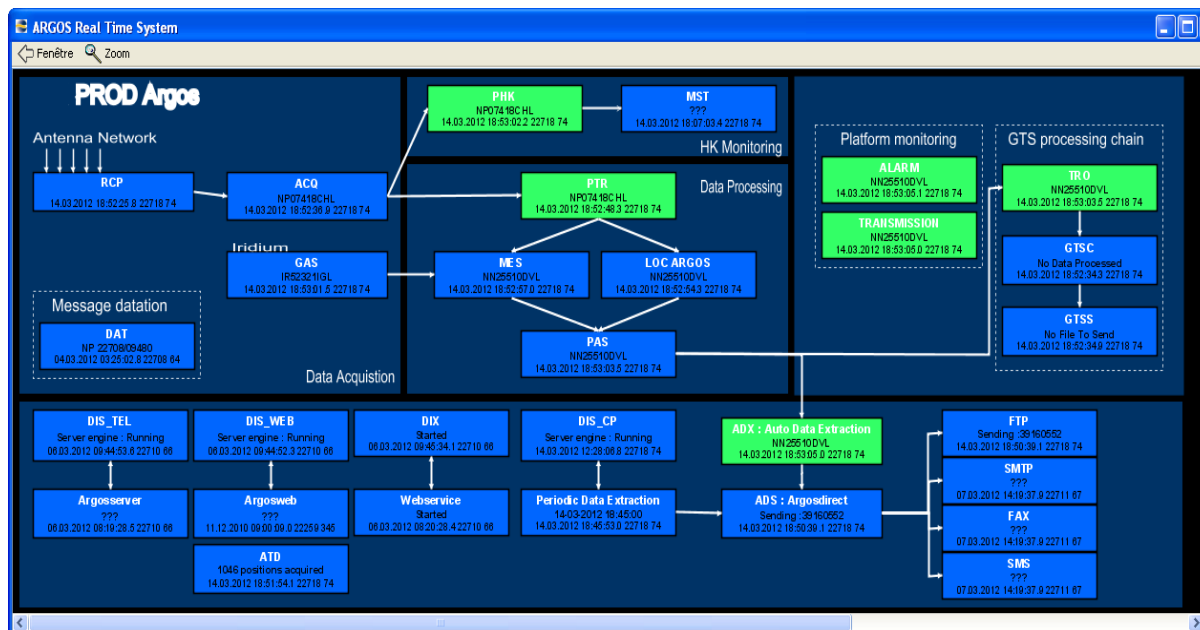 ARGOS Real Time System
Fenêtre Zoom
PROD Argos
Antenna Network
RCP
14.03.2012 18:52:25.8 22718 74
ACQ
NP07418CHL
14.03.2012 18:52:36.9 22718 74
Iridium
GAS
IR52321IGL
14.03.2012 18:53:01.5 22718 74
Message datation
DAT
NP 22708/09480
04.03.2012 03:25:02.8 22708 64
Data Acquistion
PHK
NP07418CHL
14.03.2012 18:53:02.2 22718 74
MST
???
14.03.2012 18:07:03.4 22718 74
HK Monitoring
Data Processing
PTR
NP07418CHL
14.03.2012 18:52:48.3 22718 74
MES
NN25510DVL
14.03.2012 18:52:57.0 22718 74
LOC ARGOS
NN25510DVL
14.03.2012 18:52:54.3 22718 74
PAS
NN25510DVL
14.03.2012 18:53:03.5 22718 74
Platform monitoring
ALARM
NN25510DVL
14.03.2012 18:53:05.1 22718 74
TRANSMISSION
NN25510DVL
14.03.2012 18:53:05.0 22718 74
GTS processing chain
TRO
NN25510DVL
14.03.2012 18:53:03.5 22718 74
GTSC
No Data Processed
14.03.2012 18:52:34.3 22718 74
GTSS
No File To Send
14.03.2012 18:52:34.9 22718 74
DIS_TEL
Server engine : Running
06.03.2012 09:44:53.6 22710 66
DIS_WEB
Server engine : Running
06.03.2012 09:44:52.3 22710 66
DIX
Started
06.03.2012 09:45:34.1 22710 66
DIS_CP
Server engine : Running
14.03.2012 12:28:06.8 22718 74
ADX : Auto Data Extraction
NN25510DVL
14.03.2012 18:53:05.0 22718 74
Argosserver
???
06.03.2012 08:19:28.5 22710 66
Argosweb
???
11.12.2010 09:00:09.0 22259 345
Webservice
Started
06.03.2012 08:20:28.4 22710 66
Periodic Data Extraction
14-03-2012 18:45:00
14.03.2012 18:45:53.0 22718 74
ADS : Argosdirect
Sending :39160552
14.03.2012 18:50:39.1 22718 74
ATD
1046 positions acquired
14.03.2012 18:51:54.1 22718 74
FTP
Sending :39160552
14.03.2012 18:50:39.1 22718 74
SMTP
???
07.03.2012 14:19:37.9 22711 67
FAX
???
07.03.2012 14:19:37.9 22711 67
SMS
???
07.03.2012 14:19:37.9 22711 67